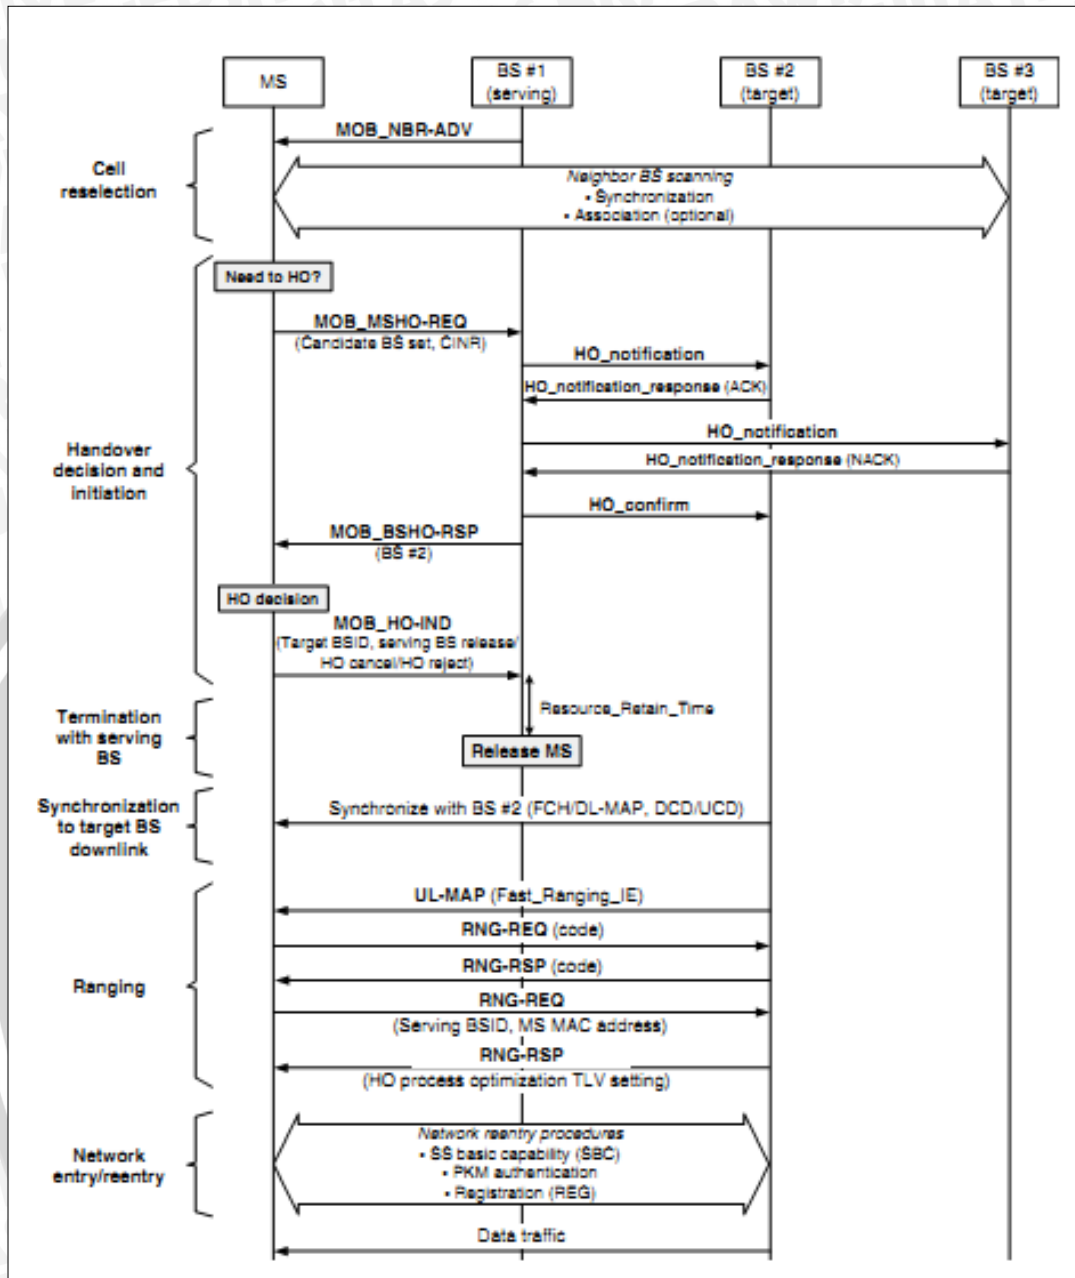 MS
BS #1
(serving)
BS #2
(target)
BS #3
(target)
MOB_NBR-ADV
Cell
reselection
Neighbor BS scanning
• Synchronization
• Association (optional)
Need to HO?
MOB_MSHO-REQ
(Candidate BS set, CINR)
HO_notification
HO_notification_response (ACK)
HO_notification
HO_notification_response (NACK)
Handover
decision and
initiation
HO_confirm
MOB_BSHO-RSP
(BS #2)
HO decision
MOB_HO-IND
(Target BSID, serving BS release/
HO cancel/HO reject)
Resource_Retain_Time
Termination
with serving
BS
Release MS
Synchronization
to target BS
downlink
Synchronize with BS #2 (FCH/DL-MAP, DCD/UCD)
UL-MAP (Fast_Ranging_IE)
RNG-REQ (code)
RNG-RSP (code)
Ranging
RNG-REQ
(Serving BSID, MS MAC address)
RNG-RSP
(HO process optimization TLV setting)
Network
entry/reentry
Network reentry procedures
• SS basic capability (SBC)
• PKM authentication
• Registration (REG)
Data traffic